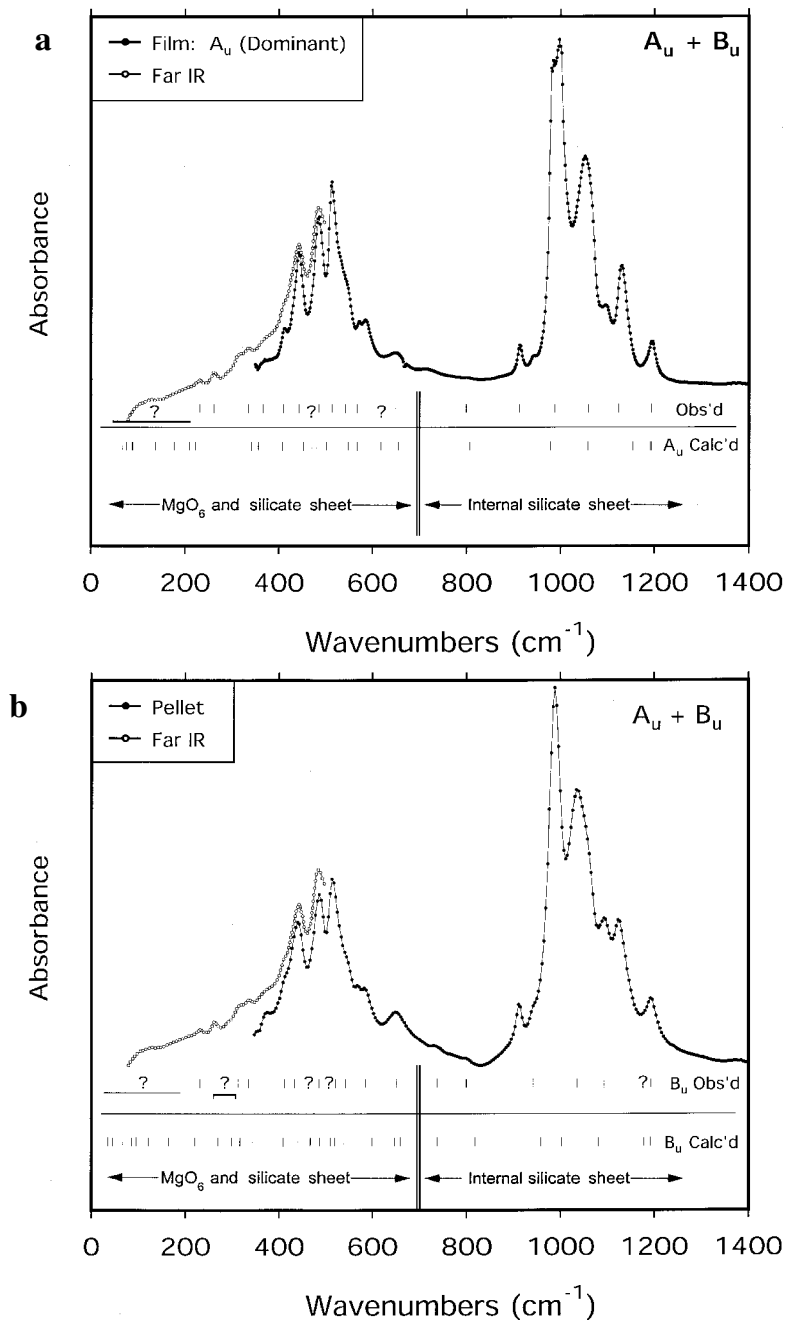 a
Film: Au (Dominant)
Far IR
Au + Bu
Absorbance
? ? ? Obs'd
Au Calc'd
MgO6 and silicate sheet
Internal silicate sheet
0 200 400 600 800 1000 1200 1400
Wavenumbers (cm-1)
b
Pellet
Far IR
Au + Bu
Absorbance
? ? ? ? ? Bu Obs'd
Bu Calc'd
MgO6 and silicate sheet
Internal silicate sheet
0 200 400 600 800 1000 1200 1400
Wavenumbers (cm-1)